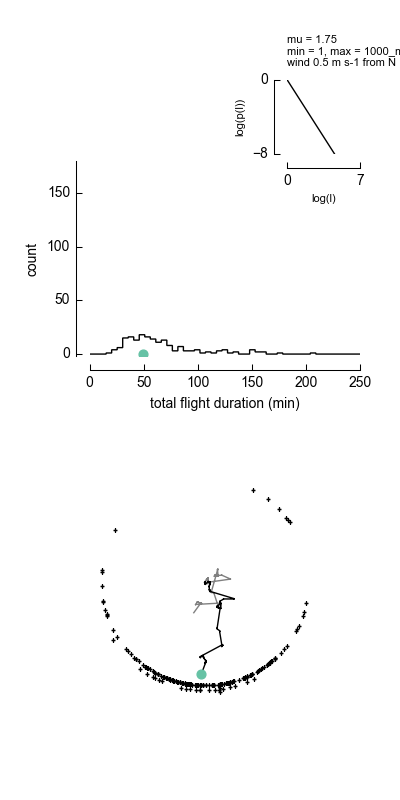 mu = 1.75
min = 1, max = 1000_m
wind 0.5 m s-1 from N
0
log(p(l))
−8
0
7
log(l)
150
100
count
50
0
0
50
100
150
200
250
total flight duration (min)